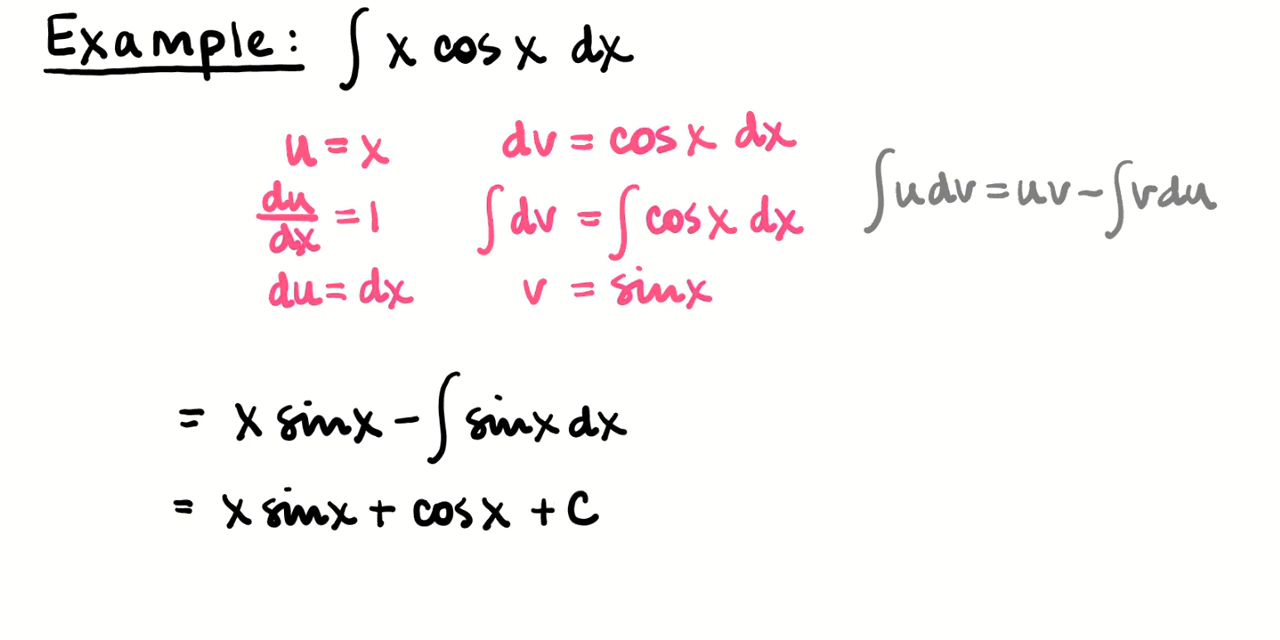 Example: ∫ x cos x dx
u = x
du/dx = 1
du = dx
dv = cos x dx
∫ dv = ∫ cos x dx
v = sin x
∫ u dv = uv − ∫ v du
= x sin x − ∫ sin x dx
= x sin x + cos x + C